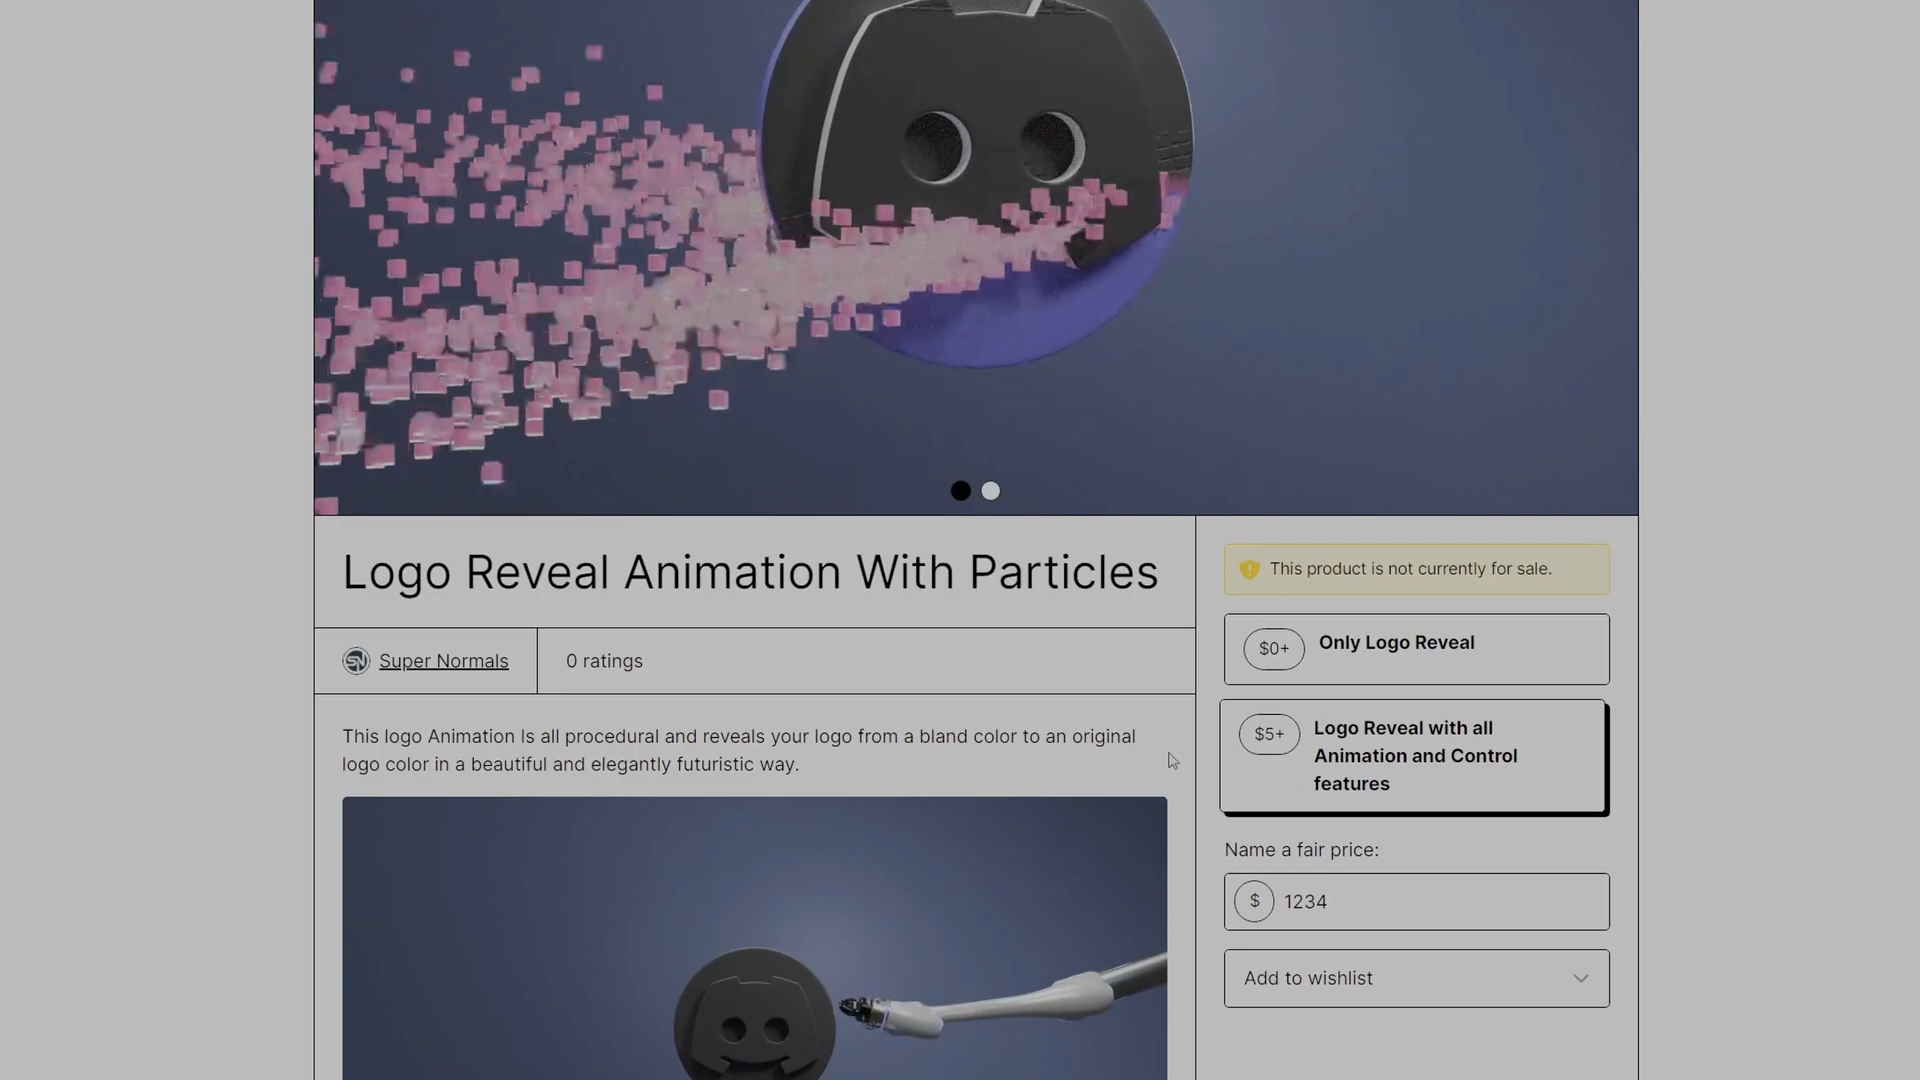 Logo Reveal Animation With Particles
This product is not currently for sale.
$0+
Only Logo Reveal
SN
Super Normals
0 ratings
$5+
Logo Reveal with all
Animation and Control
features
This logo Animation Is all procedural and reveals your logo from a bland color to an original
logo color in a beautiful and elegantly futuristic way.
Name a fair price:
$
1234
Add to wishlist